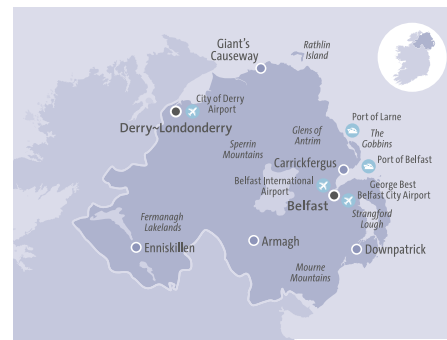 Giant's
Causeway
Rathlin
Island
City of Derry
Airport
Derry~Londonderry
Port of Larne
Glens of
Antrim
The
Gobbins
Sperrin
Mountains
Carrickfergus
Port of Belfast
Belfast International
Airport
George Best
Belfast City Airport
Belfast
Strangford
Lough
Fermanagh
Lakelands
Enniskillen
Armagh
Downpatrick
Mourne
Mountains